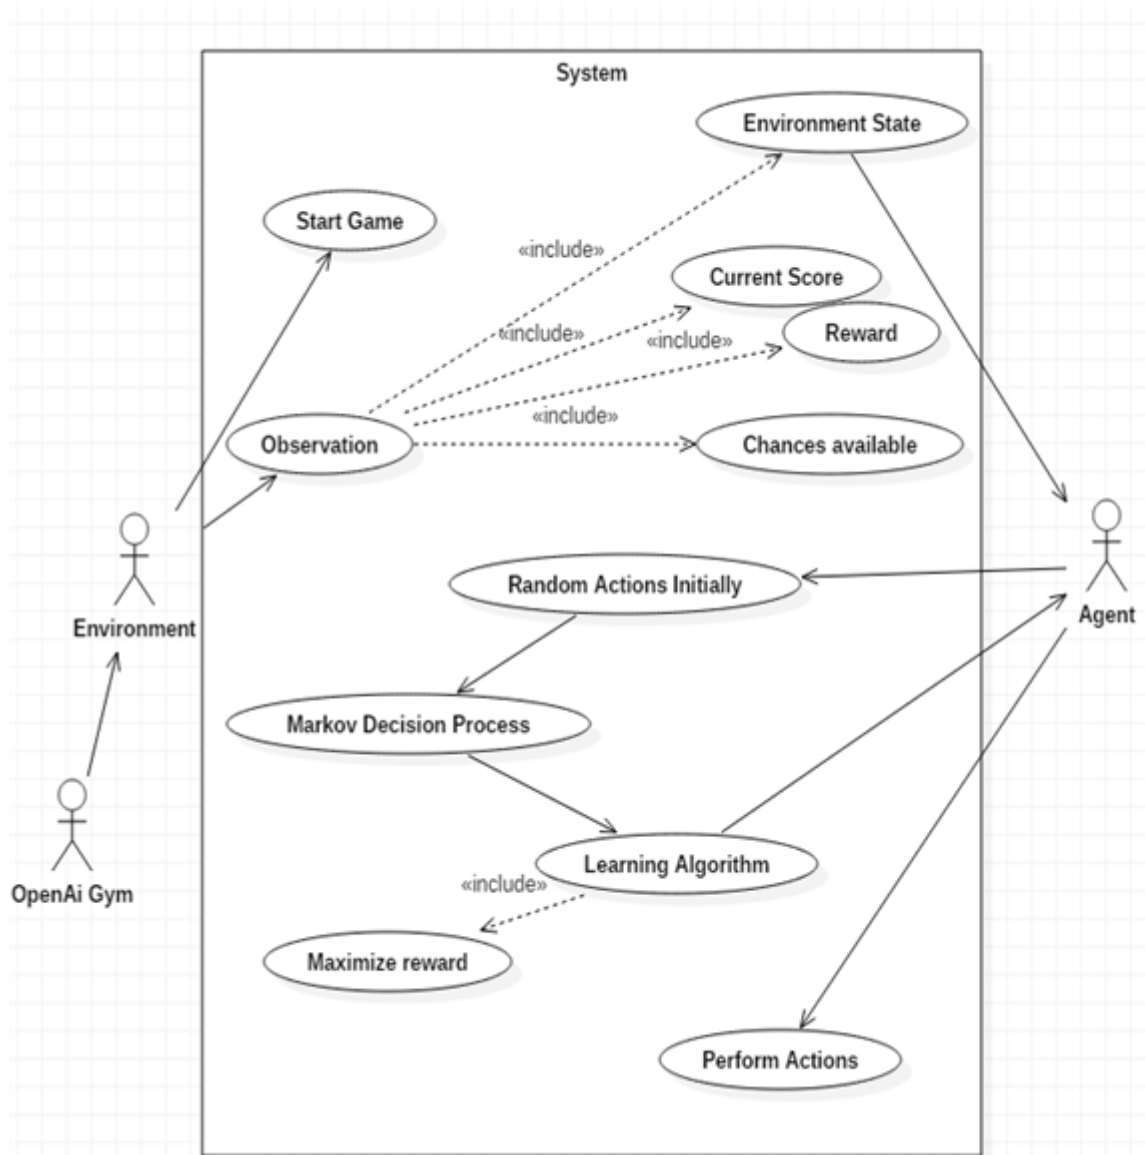 System
Environment State
Start Game
«include»
Current Score
«include»
«include»
Reward
«include»
Observation
Chances available
Random Actions Initially
Environment
Agent
Markov Decision Process
Learning Algorithm
«include»
OpenAi Gym
Maximize reward
Perform Actions